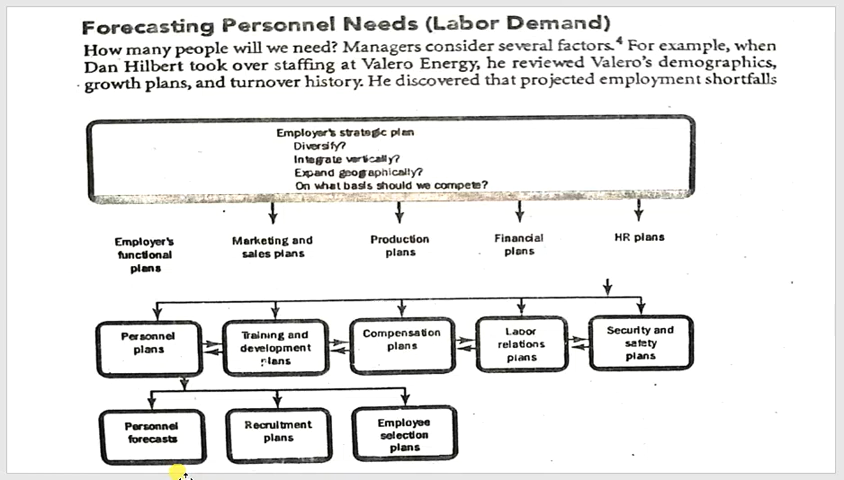 Forecasting Personnel Needs (Labor Demand)
How many people will we need? Managers consider several factors.⁴ For example, when
Dan Hilbert took over staffing at Valero Energy, he reviewed Valero's demographics,
growth plans, and turnover history. He discovered that projected employment shortfalls
Employer's strategic plan
Diversify?
Integrate vertically?
Expand geographically?
On what basis should we compete?
Employer's
functional
plans
Marketing and
sales plans
Production
plans
Financial
plans
HR plans
Personnel
plans
Training and
development
plans
Compensation
plans
Labor
relations
plans
Security and
safety
plans
Personnel
forecasts
Recruitment
plans
Employee
selection
plans